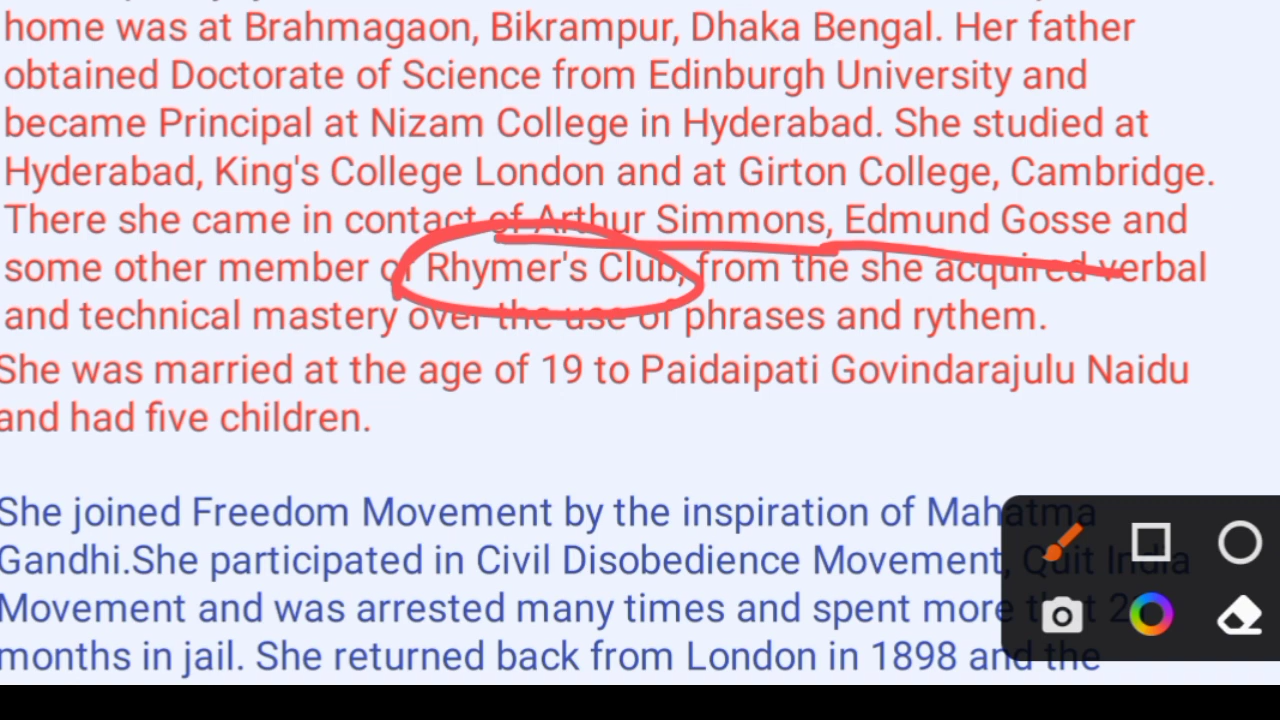 home was at Brahmagaon, Bikrampur, Dhaka Bengal. Her father
obtained Doctorate of Science from Edinburgh University and
became Principal at Nizam College in Hyderabad. She studied at
Hyderabad, King's College London and at Girton College, Cambridge.
There she came in contact of Arthur Simmons, Edmund Gosse and
some other member of Rhymer's Club, from the she acquired verbal
and technical mastery over the use of phrases and rythem.
She was married at the age of 19 to Paidaipati Govindarajulu Naidu
and had five children.
She joined Freedom Movement by the inspiration of Mahatma
Gandhi.She participated in Civil Disobedience Movement, Quit India
Movement and was arrested many times and spent more that
months in jail. She returned back from London in 1898 and the